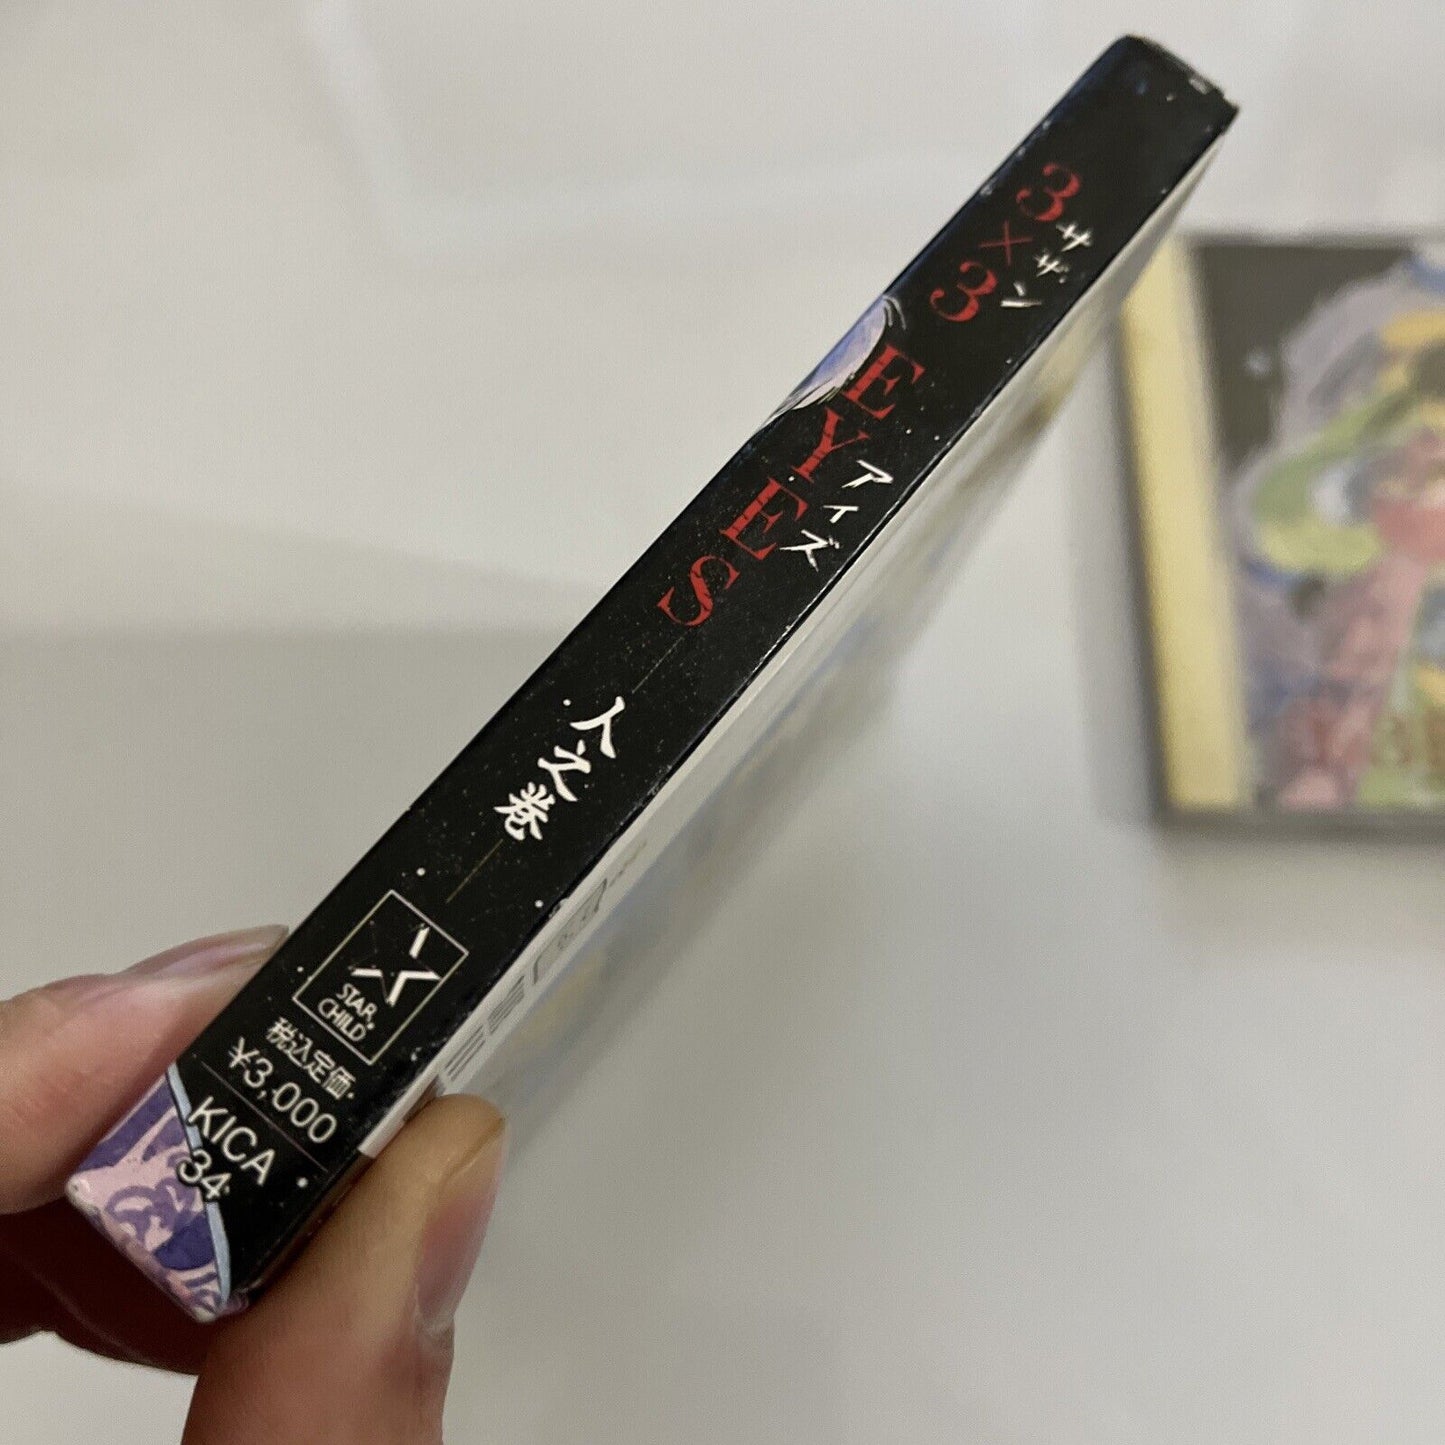 3×3 EYES
サザン アイズ
人之巻
STAR
CHILD
税込定価
¥3,000
KICA
34